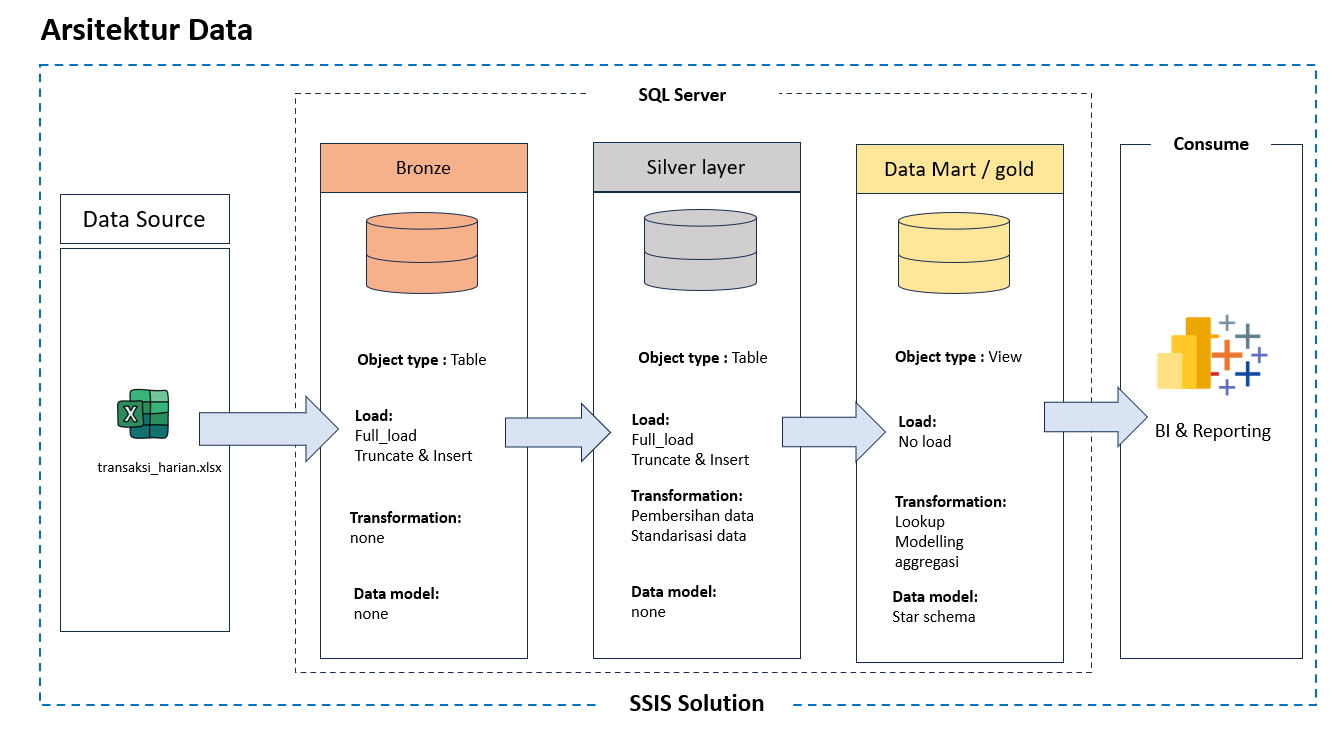 Arsitektur Data
SQL Server
Data Source
transaksi_harian.xlsx
Bronze
Object type : Table
Load:
Full_load
Truncate & Insert
Transformation:
none
Data model:
none
Silver layer
Object type : Table
Load:
Full_load
Truncate & Insert
Transformation:
Pembersihan data
Standarisasi data
Data model:
none
Data Mart / gold
Object type : View
Load:
No load
Transformation:
Lookup
Modelling
aggregasi
Data model:
Star schema
Consume
BI & Reporting
SSIS Solution